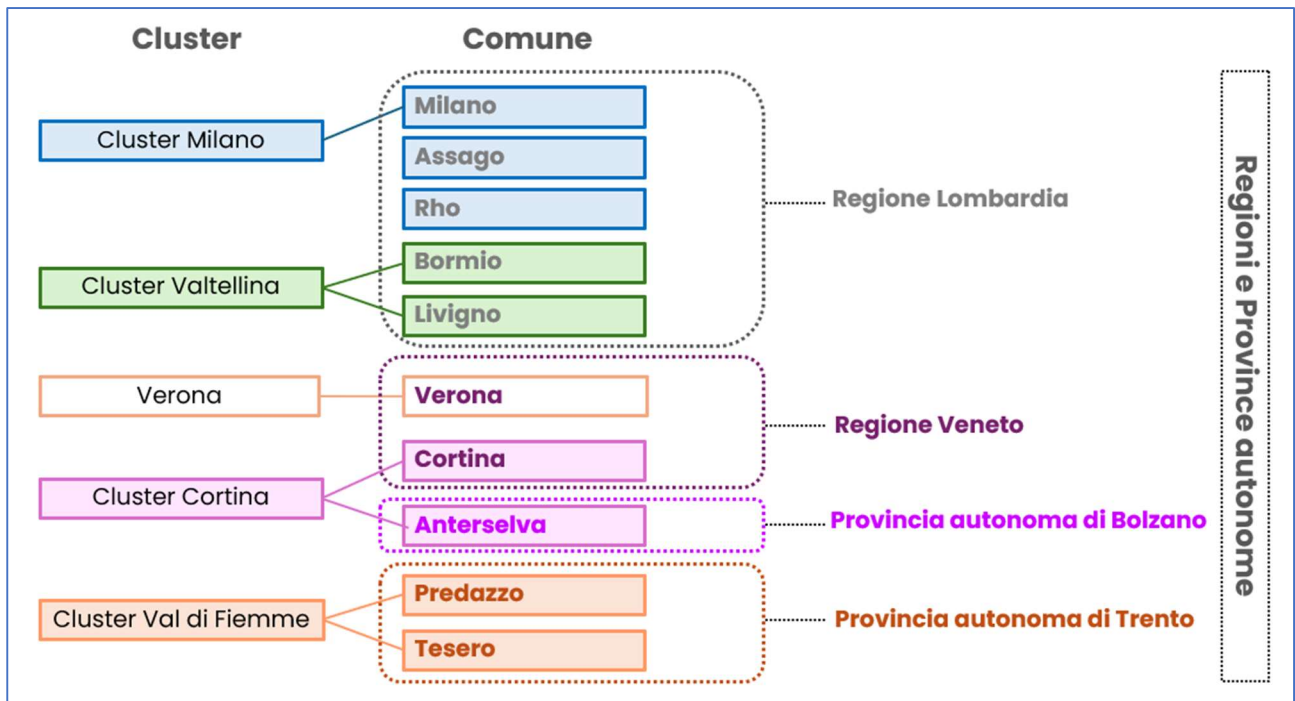 Cluster
Comune
Cluster Milano
Milano
Assago
Rho
Regione Lombardia
Cluster Valtellina
Bormio
Livigno
Verona
Verona
Regione Veneto
Cluster Cortina
Cortina
Anterselva
Provincia autonoma di Bolzano
Cluster Val di Fiemme
Predazzo
Tesero
Provincia autonoma di Trento
Regioni e Province autonome